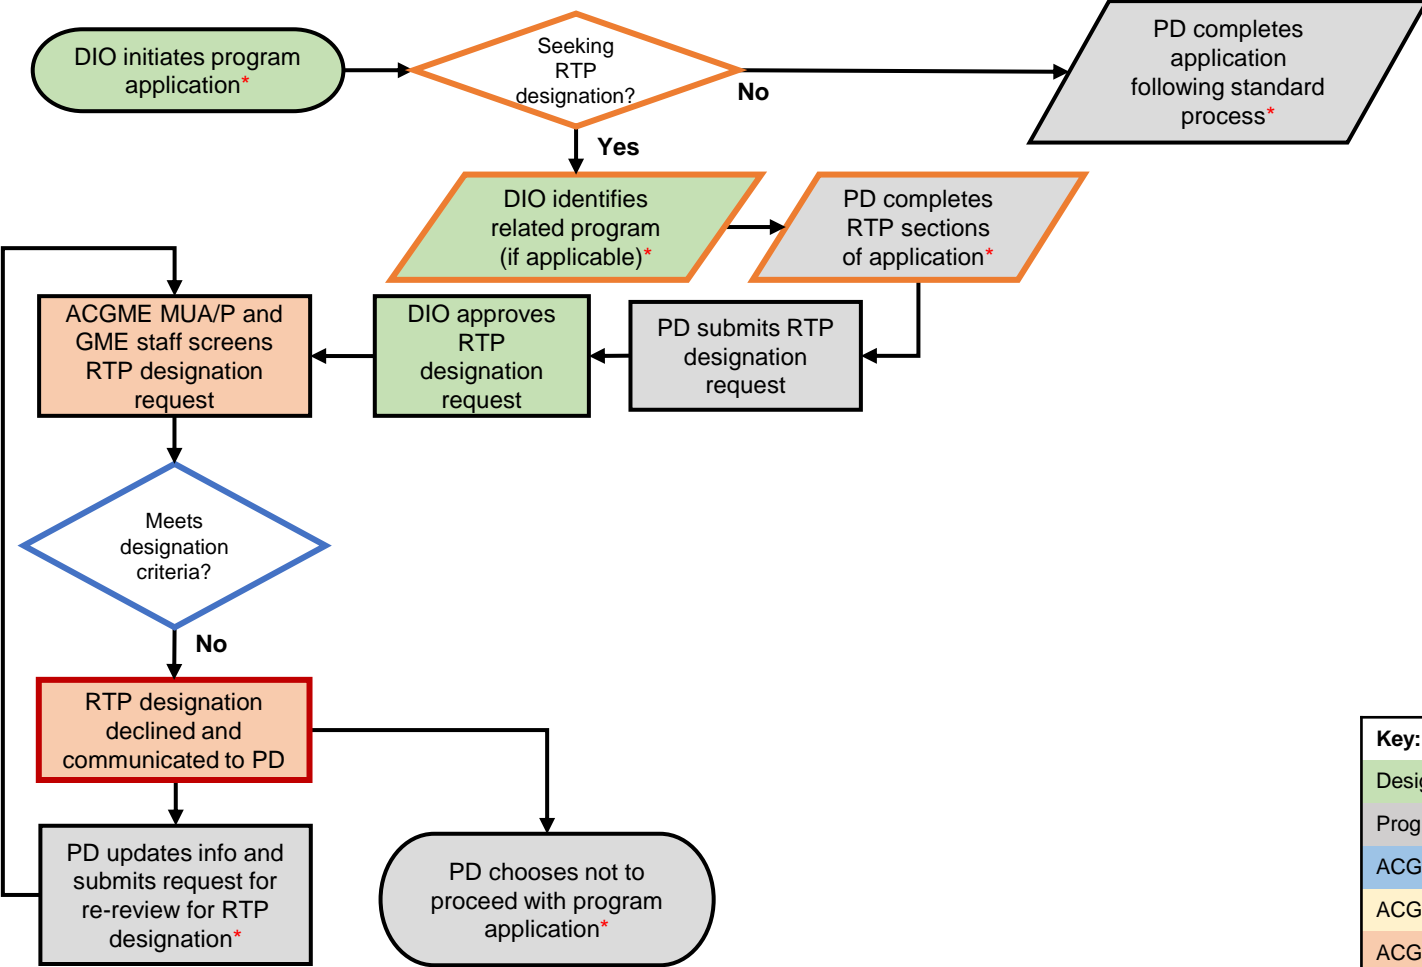 DIO initiates program
application*
Seeking
RTP
designation?
No
PD completes
application
following standard
process*
Yes
DIO identifies
related program
(if applicable)*
PD completes
RTP sections
of application*
ACGME MUA/P and
GME staff screens
RTP designation
request
DIO approves
RTP
designation
request
PD submits RTP
designation
request
Meets
designation
criteria?
No
RTP designation
declined and
communicated to PD
PD updates info and
submits request for
re-review for RTP
designation*
PD chooses not to
proceed with program
application*
Key: